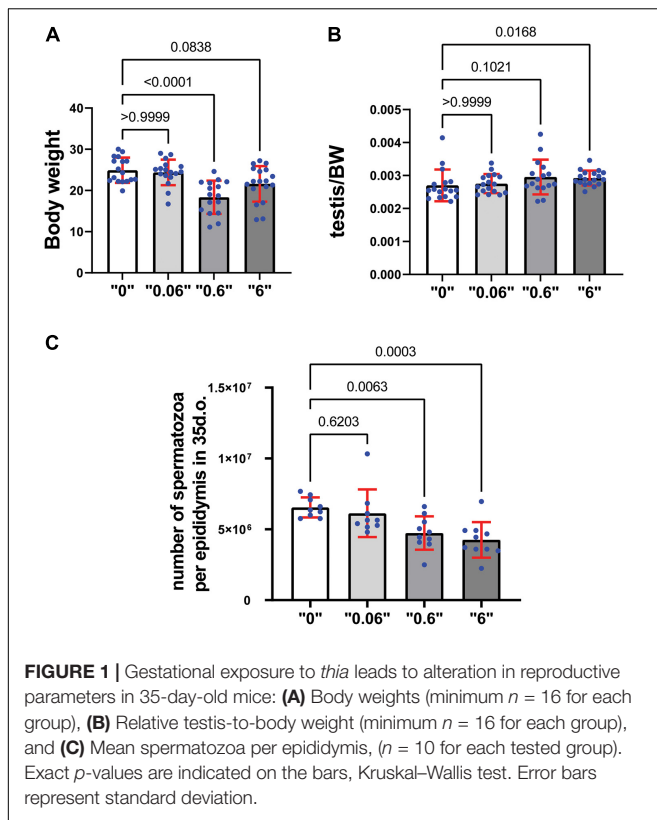 A
0.0838
<0.0001
>0.9999
Body weight
40
30
20
10
0
"0" "0.06" "0.6" "6"
B
0.0168
0.1021
>0.9999
testis/BW
0.005
0.004
0.003
0.002
0.001
0.000
"0" "0.06" "0.6" "6"
C
0.0003
0.0063
0.6203
number of spermatozoa
per epididymis in 35d.o.
1.5×10⁷
1×10⁷
5×10⁶
0
"0" "0.06" "0.6" "6"
FIGURE 1 | Gestational exposure to thia leads to alteration in reproductive
parameters in 35-day-old mice: (A) Body weights (minimum n = 16 for each
group), (B) Relative testis-to-body weight (minimum n = 16 for each group),
and (C) Mean spermatozoa per epididymis, (n = 10 for each tested group).
Exact p-values are indicated on the bars, Kruskal–Wallis test. Error bars
represent standard deviation.